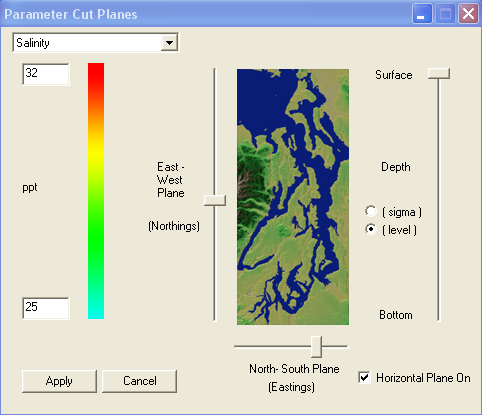 Parameter Cut Planes
Salinity
32
Surface
East -
West
Plane
Depth
ppt
(Northings)
( sigma )
( level )
25
Bottom
North- South Plane
(Eastings)
Horizontal Plane On
Apply
Cancel